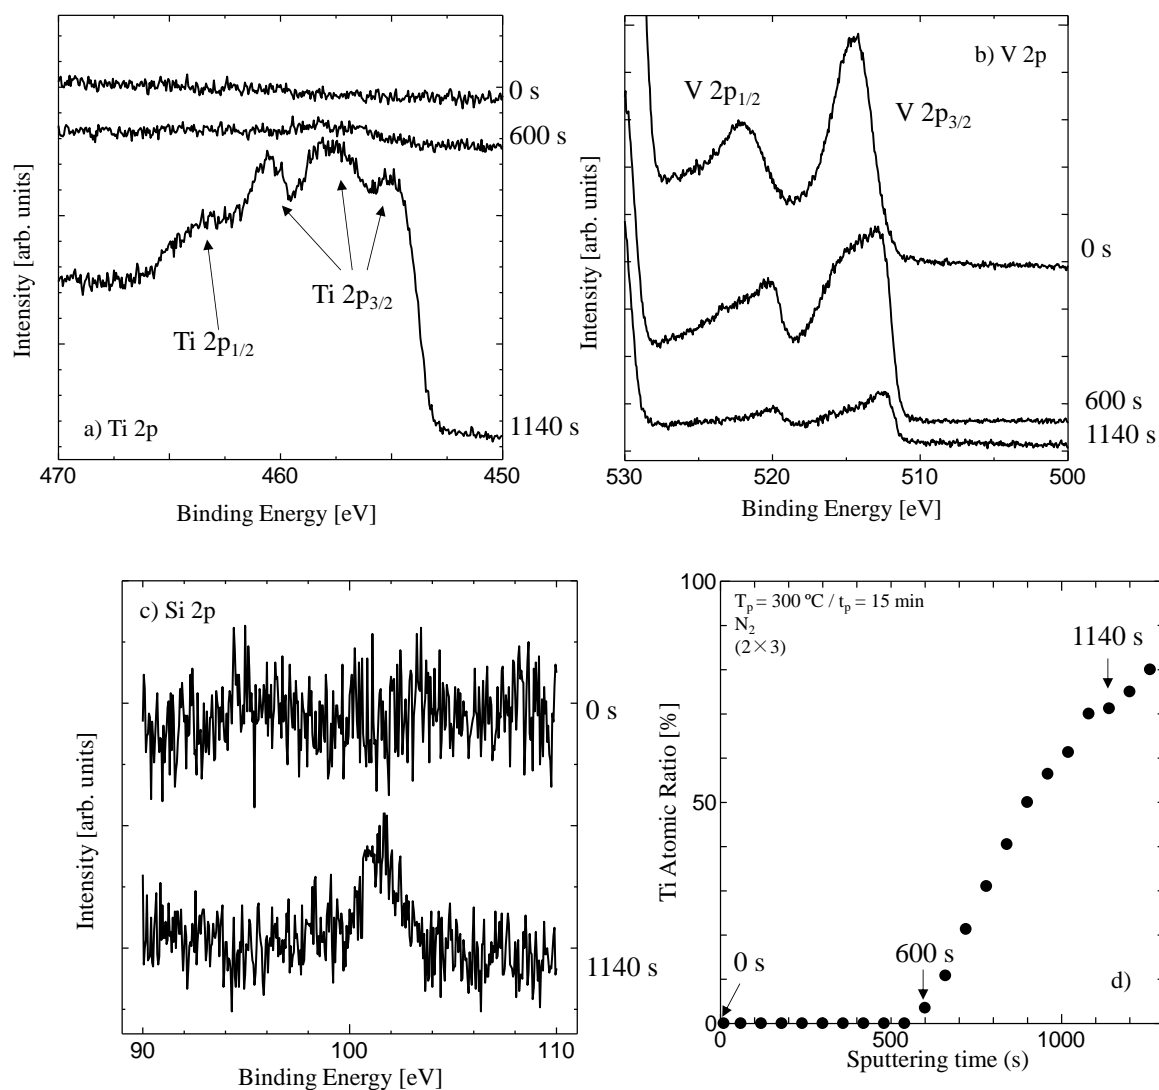 0 s
600 s
Ti 2p3/2
Ti 2p1/2
a) Ti 2p
1140 s
470
460
450
Binding Energy [eV]
Intensity [arb. units]
b) V 2p
V 2p1/2
V 2p3/2
0 s
600 s
1140 s
530
520
510
500
Binding Energy [eV]
Intensity [arb. units]
c) Si 2p
0 s
1140 s
90
100
110
Binding Energy [eV]
Intensity [arb. units]
100
Tp = 300 ºC / tp = 15 min
N2
(2×3)
1140 s
50
600 s
0 s
d)
0
0
500
1000
Sputtering time (s)
Ti Atomic Ratio [%]